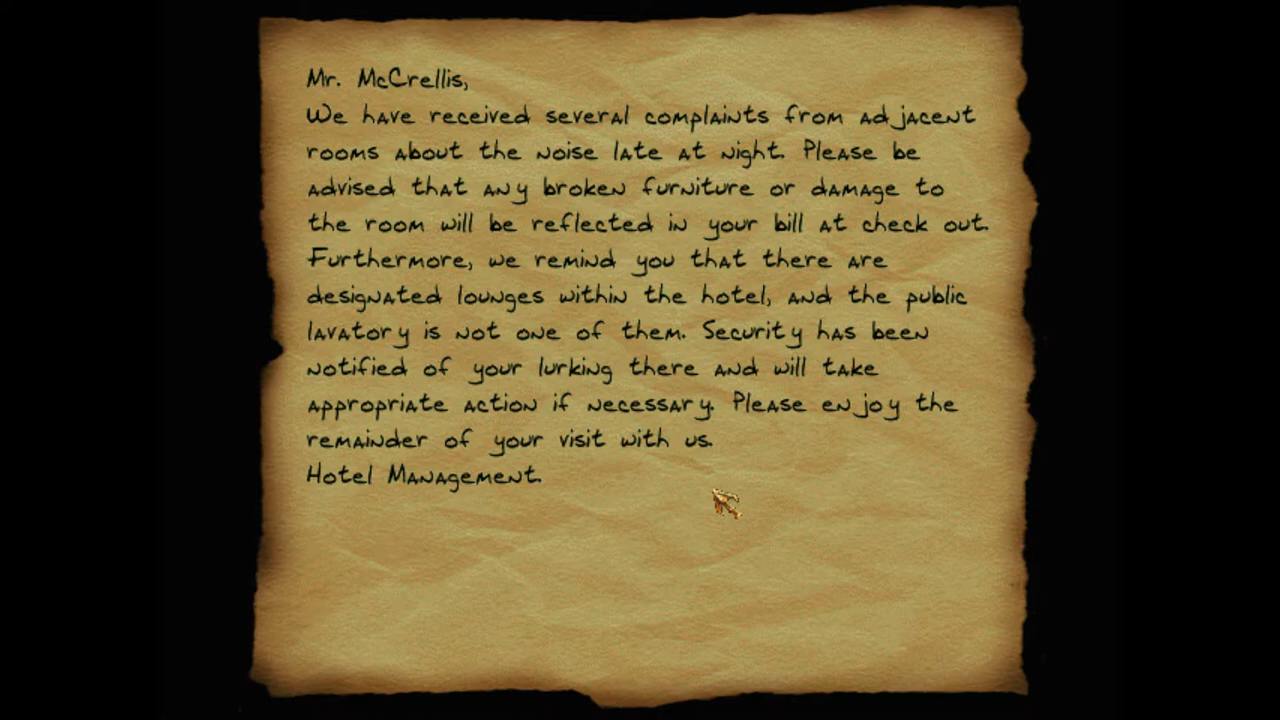 Mr. McCrellis,
We have received several complaints from adjacent
rooms about the noise late at night. Please be
advised that any broken furniture or damage to
the room will be reflected in your bill at check out.
Furthermore, we remind you that there are
designated lounges within the hotel, and the public
lavatory is not one of them. Security has been
notified of your lurking there and will take
appropriate action if necessary. Please enjoy the
remainder of your visit with us.
Hotel Management.